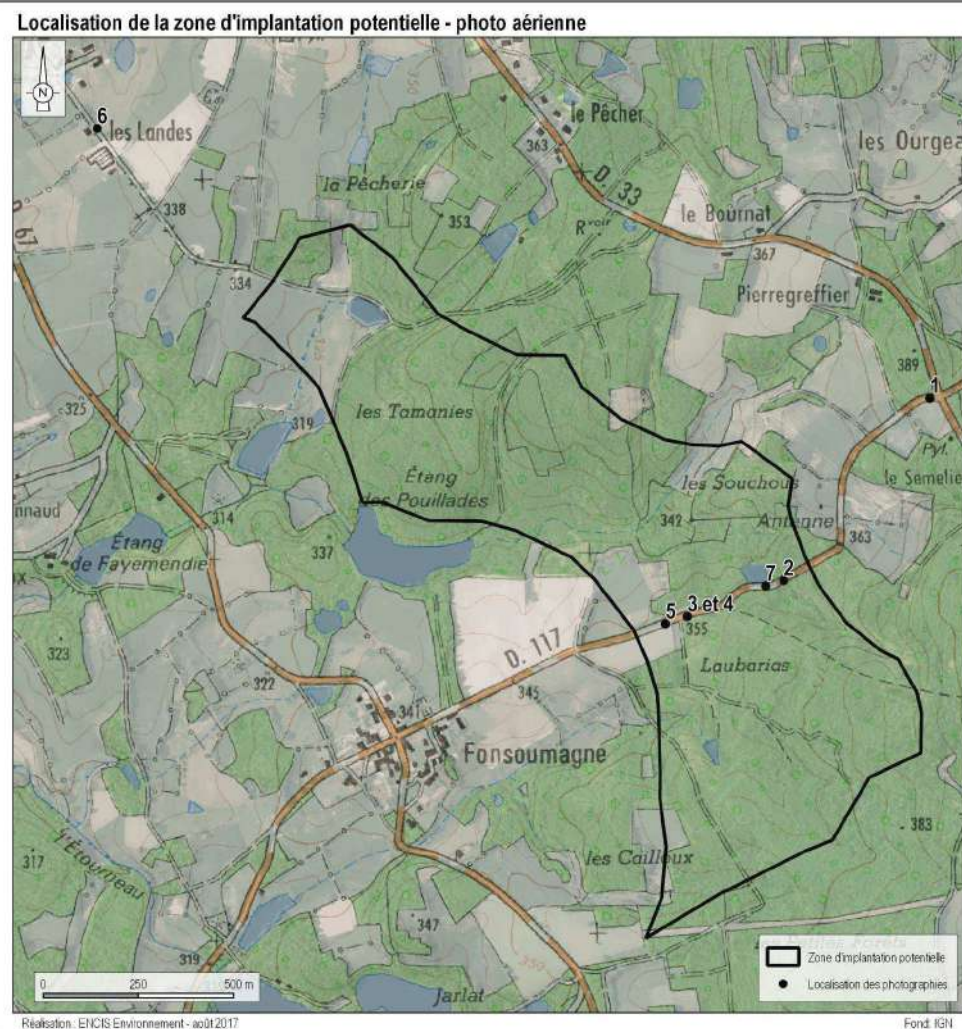 Localisation de la zone d'implantation potentielle - photo aérienne
N
6
les Landes
le Pêcher
363
les Ourgea
D. 33
la Pêcherie
353
338
le Bournat
Rvoir
D. 67
334
367
Pierregreffier
389
1
325
les Tamanies
319
Pyl.
le Semelie
Étang
des Pouillades
les Souchous
nnaud
314
342
Antenne
363
Étang
de Fayemendie
337
7
2
5
3 et 4
355
D. 117
323
Laubarias
322
345
341
Fonsoumagne
383
317
l'Étourneau
les Cailloux
347
319
Jarlat
0
250
500 m
Zone d'implantation potentielle
Localisation des photographies
Réalisation : ENCIS Environnement - août 2017
Fond: IGN